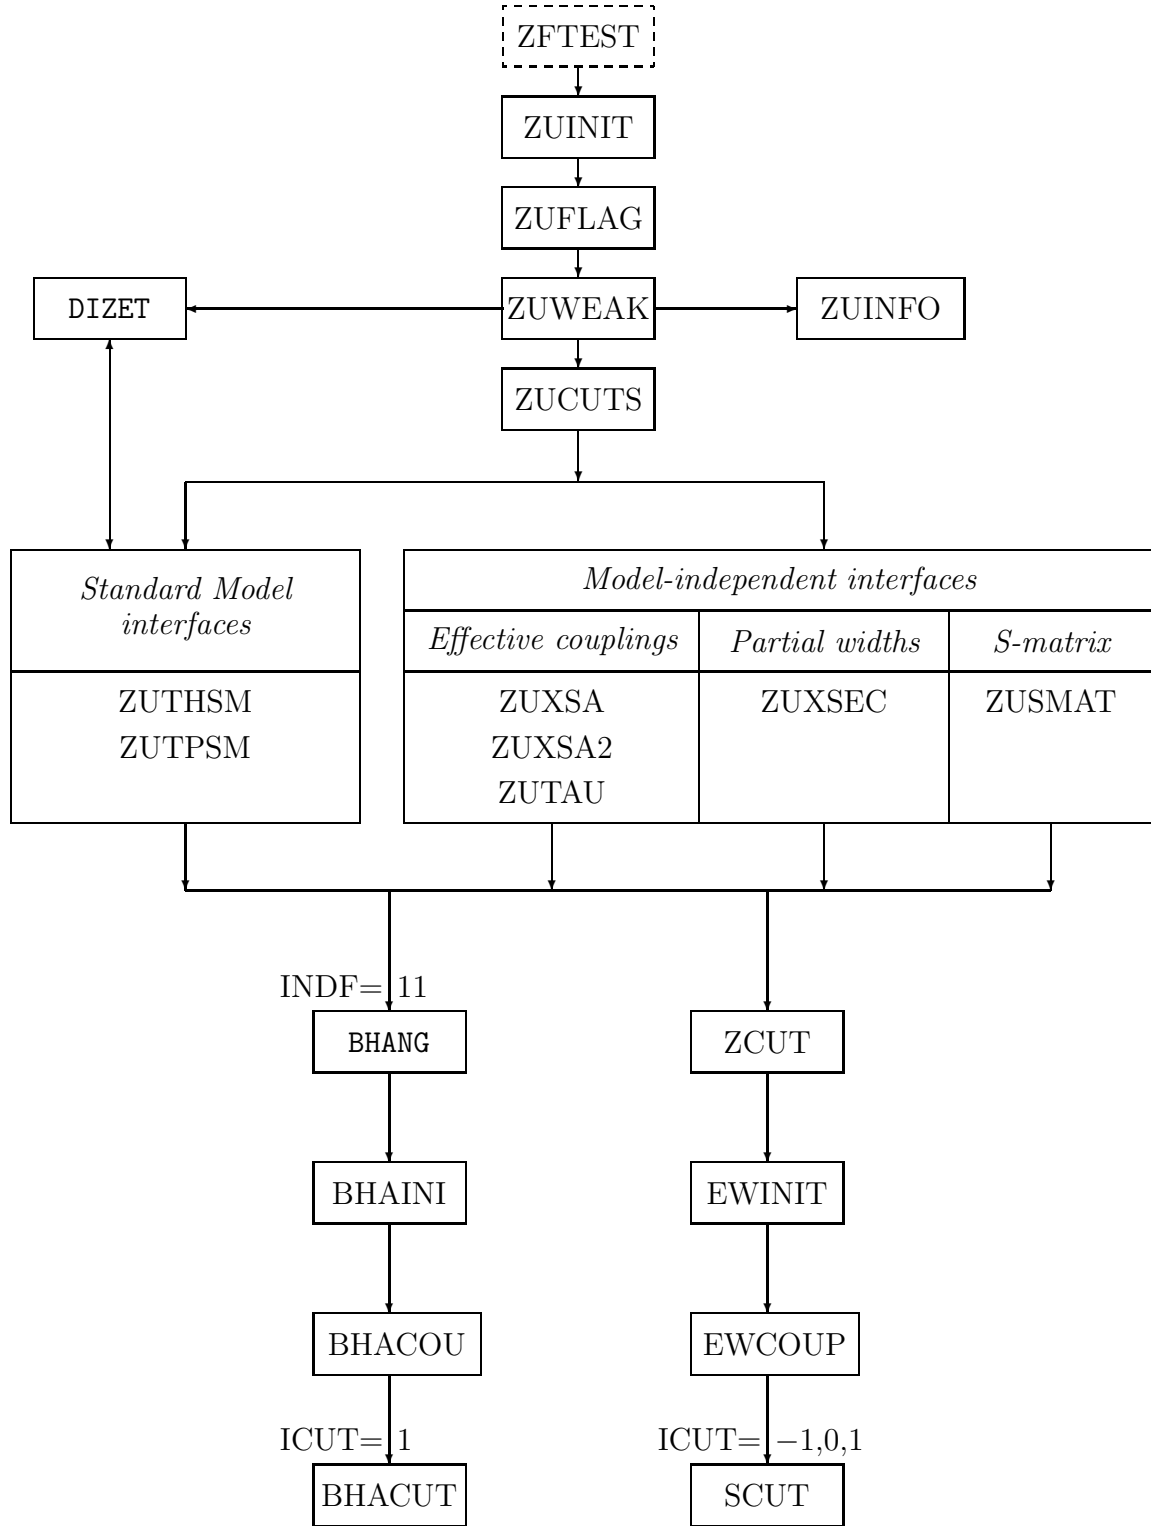 ZFTEST
ZUINIT
ZUFLAG
DIZET
ZUWEAK
ZUINFO
ZUCUTS
Standard Model
interfaces
ZUTHSM
ZUTPSM
Model-independent interfaces
Effective couplings
Partial widths
S-matrix
ZUXSA
ZUXSA2
ZUTAU
ZUXSEC
ZUSMAT
INDF= 11
BHANG
ZCUT
BHAINI
EWINIT
BHACOU
EWCOUP
ICUT= 1
ICUT= −1,0,1
BHACUT
SCUT